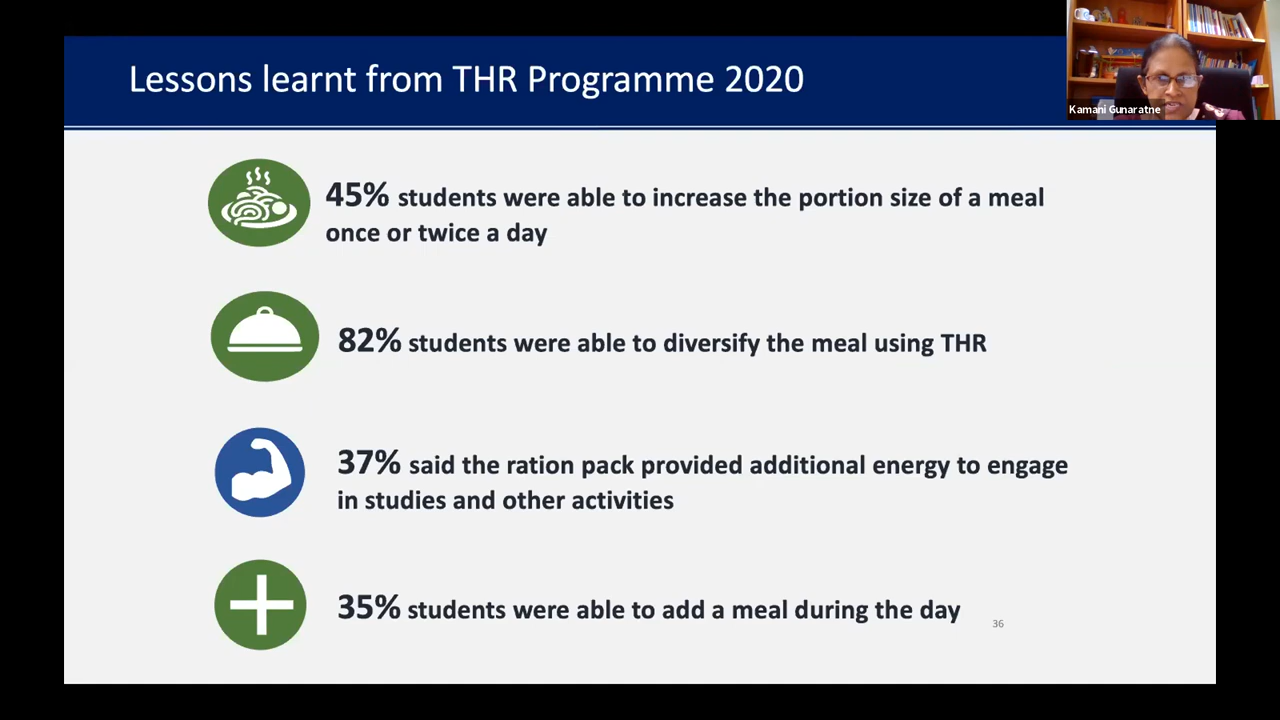 Lessons learnt from THR Programme 2020
Kamani Gunaratne
45% students were able to increase the portion size of a meal
once or twice a day
82% students were able to diversify the meal using THR
37% said the ration pack provided additional energy to engage
in studies and other activities
35% students were able to add a meal during the day
36